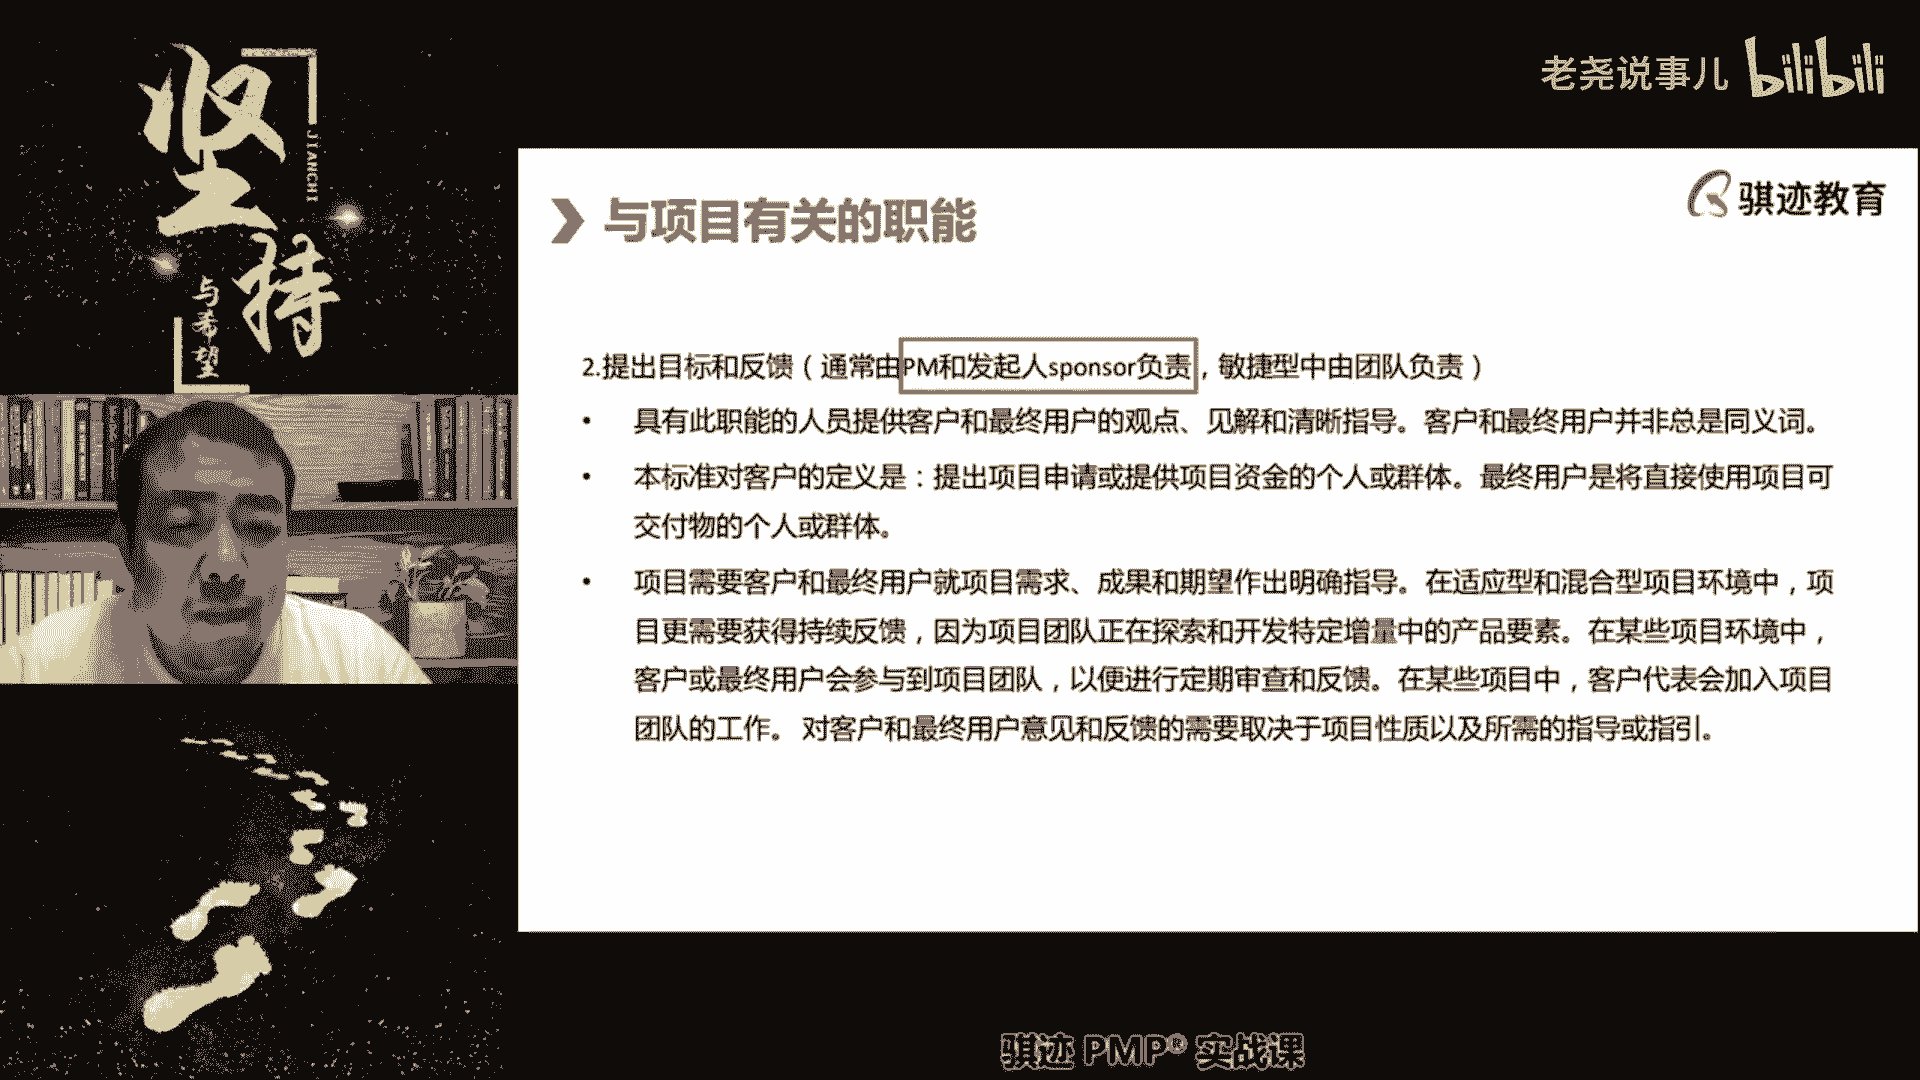 坚持
JIANCHI
与希望
老尧说事儿 bilibili
骐迹教育
与项目有关的职能
2.提出目标和反馈（通常由PM和发起人sponsor负责，敏捷型中由团队负责）
• 具有此职能的人员提供客户和最终用户的观点、见解和清晰指导。客户和最终用户并非总是同义词。
• 本标准对客户的定义是：提出项目申请或提供项目资金的个人或群体。最终用户是将直接使用项目可
交付物的个人或群体。
• 项目需要客户和最终用户就项目需求、成果和期望作出明确指导。在适应型和混合型项目环境中，项
目更需要获得持续反馈，因为项目团队正在探索和开发特定增量中的产品要素。在某些项目环境中，
客户或最终用户会参与到项目团队，以便进行定期审查和反馈。在某些项目中，客户代表会加入项目
团队的工作。 对客户和最终用户意见和反馈的需要取决于项目性质以及所需的指导或指引。
骐迹 PMP® 实战课